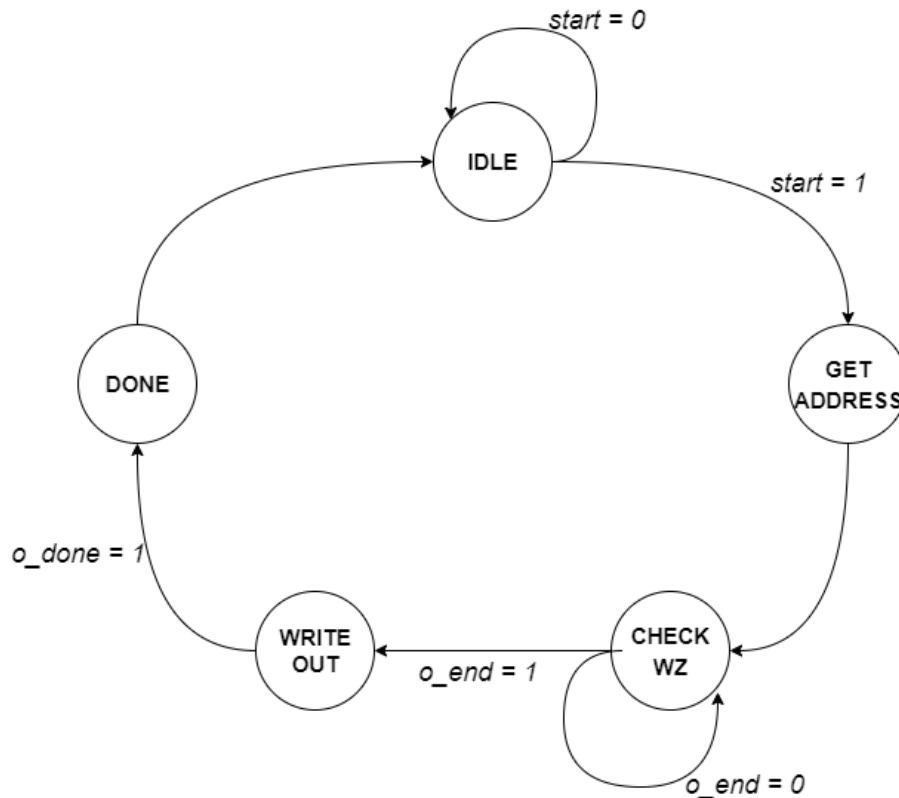 start = 0
IDLE
start = 1
GET
ADDRESS
DONE
o_done = 1
WRITE
OUT
o_end = 1
CHECK
WZ
o_end = 0